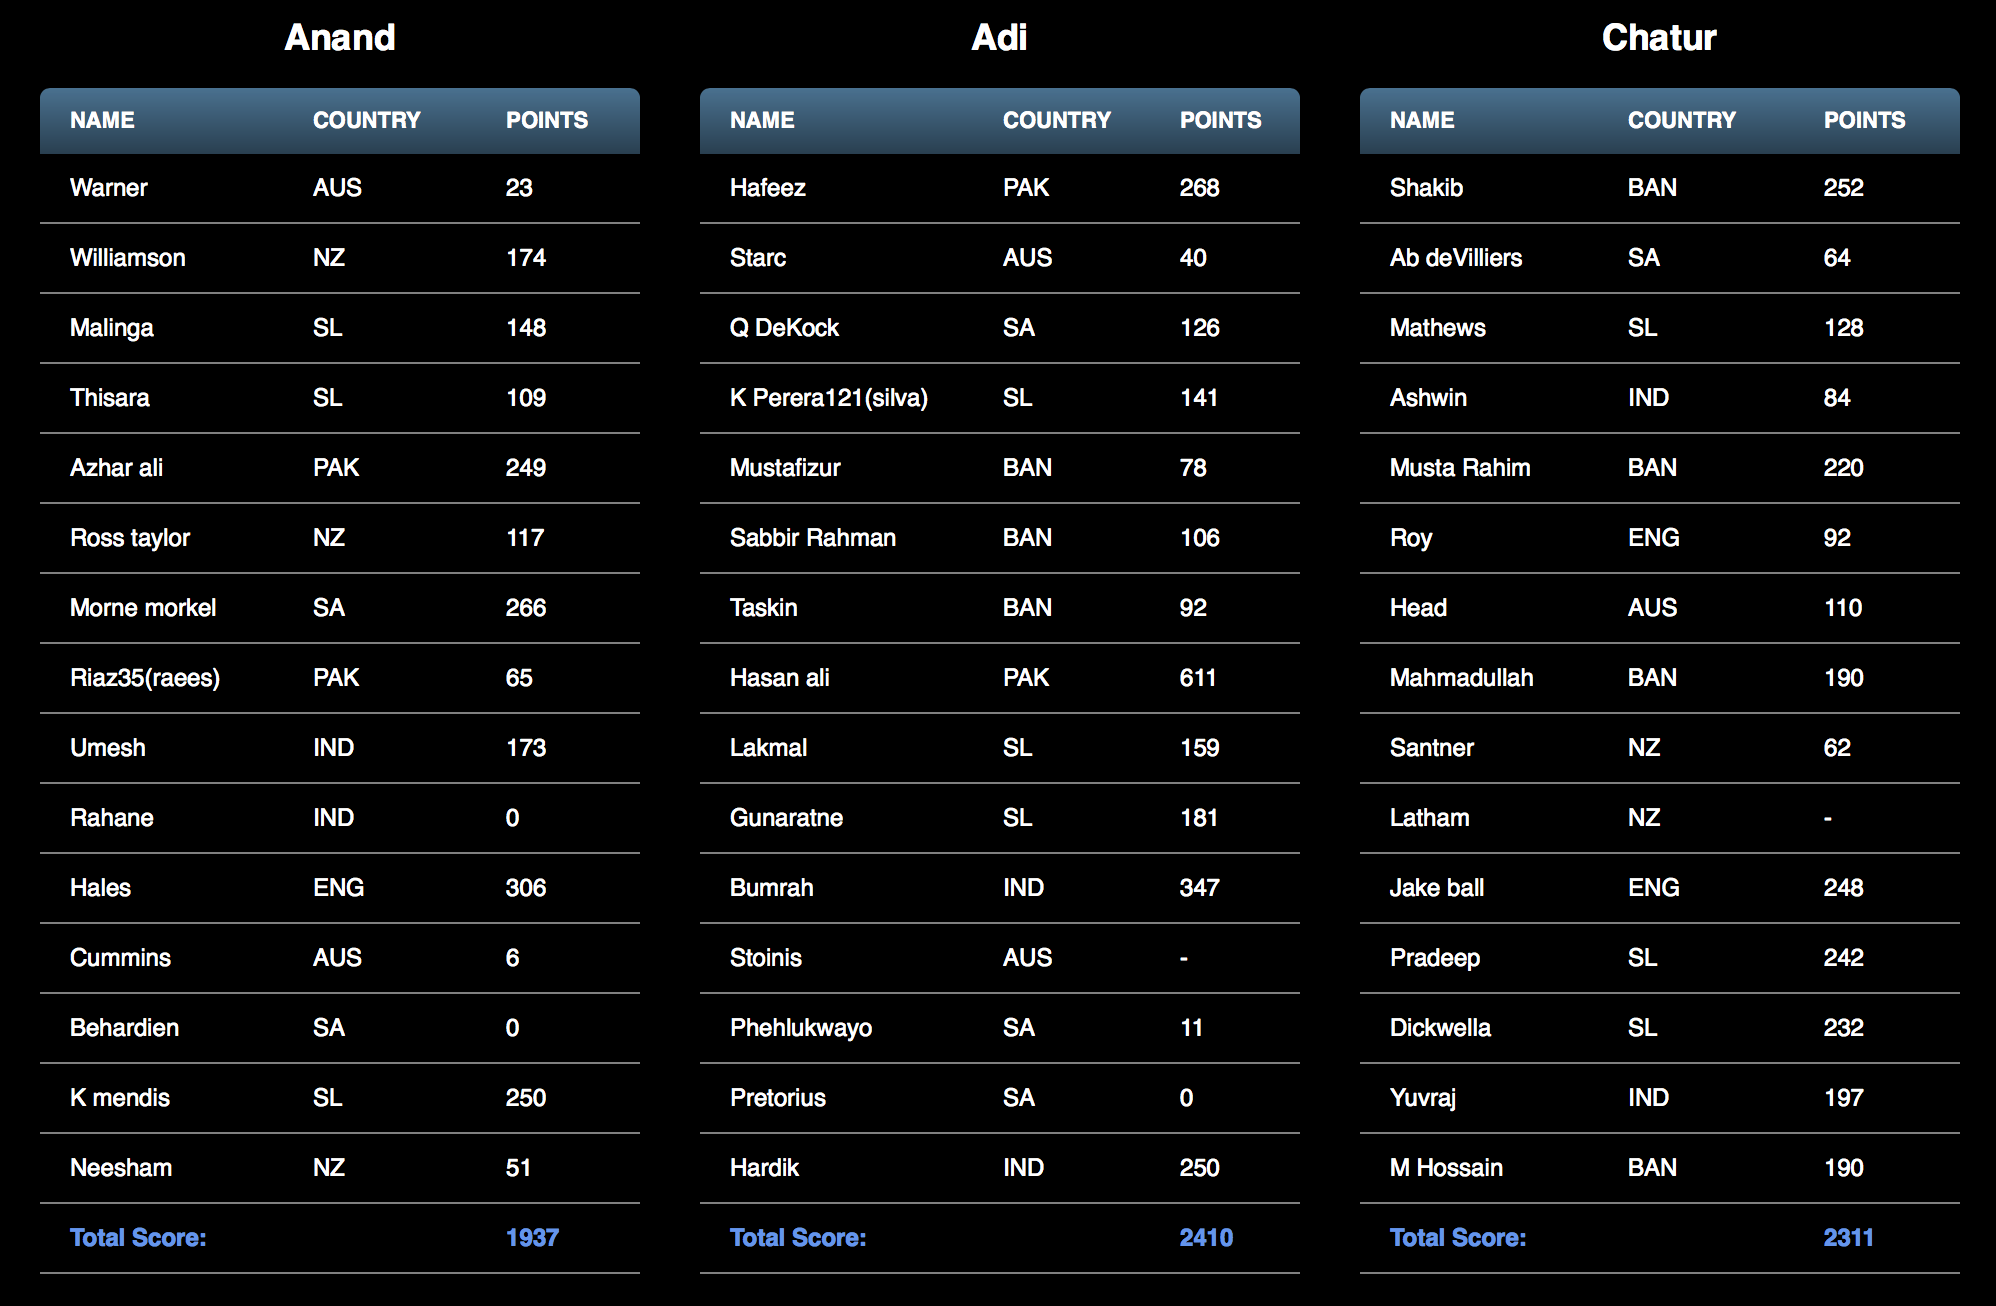 Anand
NAME COUNTRY POINTS
Warner AUS 23
Williamson NZ 174
Malinga SL 148
Thisara SL 109
Azhar ali PAK 249
Ross taylor NZ 117
Morne morkel SA 266
Riaz35(raees) PAK 65
Umesh IND 173
Rahane IND 0
Hales ENG 306
Cummins AUS 6
Behardien SA 0
K mendis SL 250
Neesham NZ 51
Total Score: 1937
Adi
NAME COUNTRY POINTS
Hafeez PAK 268
Starc AUS 40
Q DeKock SA 126
K Perera121(silva) SL 141
Mustafizur BAN 78
Sabbir Rahman BAN 106
Taskin BAN 92
Hasan ali PAK 611
Lakmal SL 159
Gunaratne SL 181
Bumrah IND 347
Stoinis AUS -
Phehlukwayo SA 11
Pretorius SA 0
Hardik IND 250
Total Score: 2410
Chatur
NAME COUNTRY POINTS
Shakib BAN 252
Ab deVilliers SA 64
Mathews SL 128
Ashwin IND 84
Musta Rahim BAN 220
Roy ENG 92
Head AUS 110
Mahmadullah BAN 190
Santner NZ 62
Latham NZ -
Jake ball ENG 248
Pradeep SL 242
Dickwella SL 232
Yuvraj IND 197
M Hossain BAN 190
Total Score: 2311